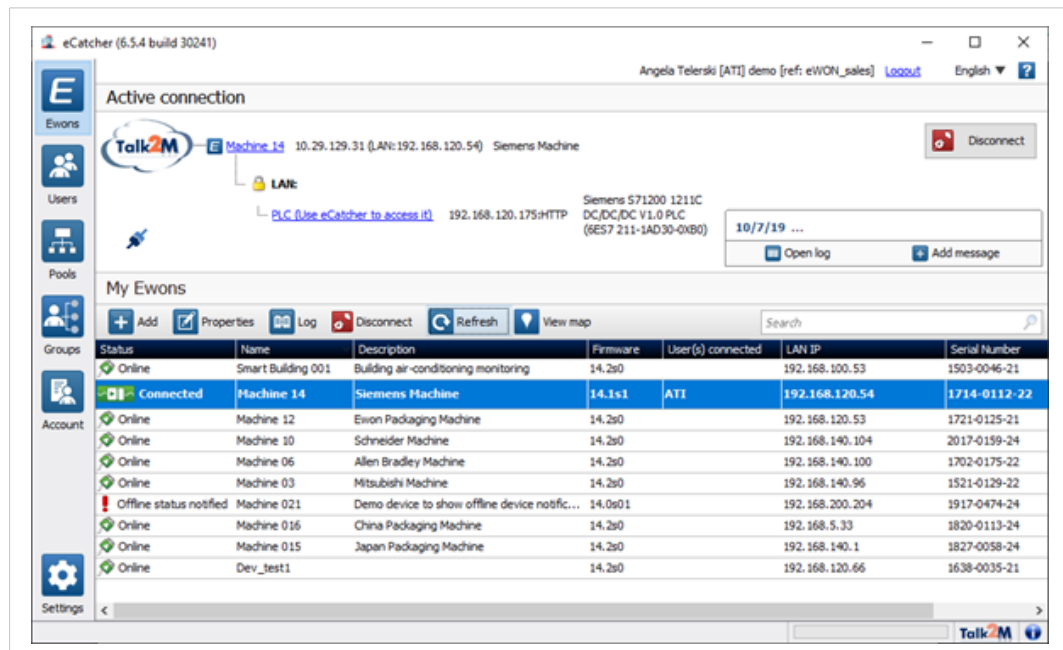 eCatcher (6.5.4 build 30241)
Angela Telerski [ATI] demo [ref: eWON_sales] Logout English ?
Active connection
Ewons
Talk2M Machine 14 10.29.129.31 (LAN:192.168.120.54) Siemens Machine
Disconnect
LAN:
Users
PLC (Use eCatcher to access it) 192.168.120.175:HTTP
Siemens S71200 1211C
DC/DC/DC V1.0 PLC
(6ES7 211-1AD30-0XB0)
10/7/19 ...
Open log Add message
Pools
My Ewons
Add Properties Log Disconnect Refresh View map Search
Groups
Status Name Description Firmware User(s) connected LAN IP Serial Number
Online Smart Building 001 Building air-conditioning monitoring 14.2s0 192.168.100.53 1503-0046-21
Connected Machine 14 Siemens Machine 14.1s1 ATI 192.168.120.54 1714-0112-22
Account
Online Machine 12 Ewon Packaging Machine 14.2s0 192.168.120.53 1721-0125-21
Online Machine 10 Schneider Machine 14.2s0 192.168.140.104 2017-0159-24
Online Machine 06 Allen Bradley Machine 14.2s0 192.168.140.100 1702-0175-22
Online Machine 03 Mitsubishi Machine 14.2s0 192.168.140.96 1521-0129-22
Offline status notified Machine 021 Demo device to show offline device notific... 14.0s01 192.168.200.204 1917-0474-24
Online Machine 016 China Packaging Machine 14.2s0 192.168.5.33 1820-0113-24
Online Machine 015 Japan Packaging Machine 14.2s0 192.168.140.1 1827-0058-24
Online Dev_test1 14.2s0 192.168.120.66 1638-0035-21
Settings
Talk2M